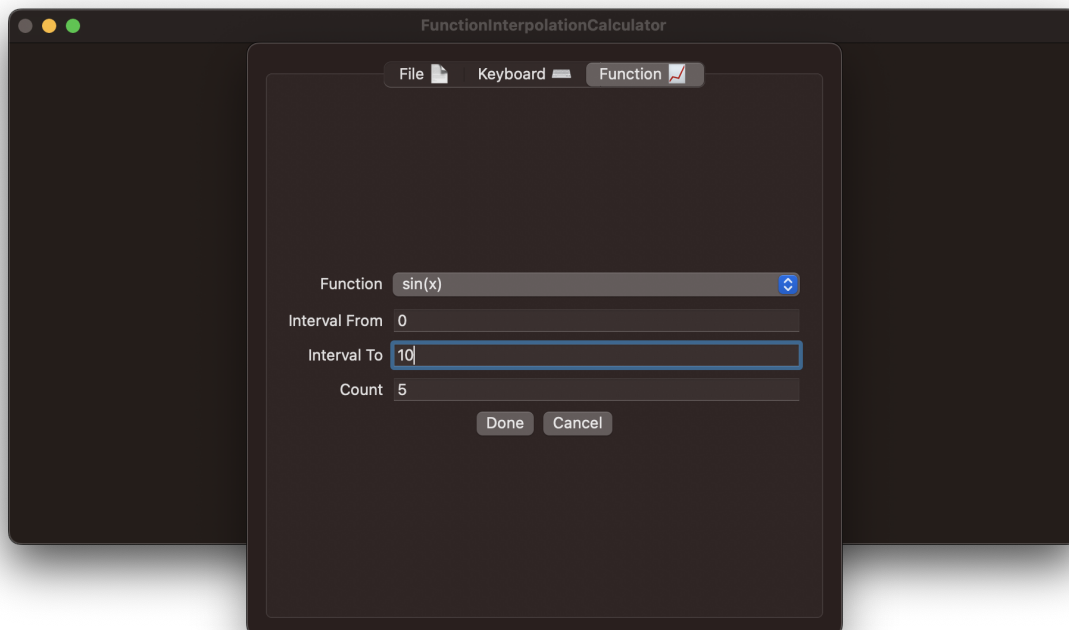 FunctionInterpolationCalculator
File Keyboard Function
Function sin(x)
Interval From 0
Interval To 10
Count 5
Done Cancel